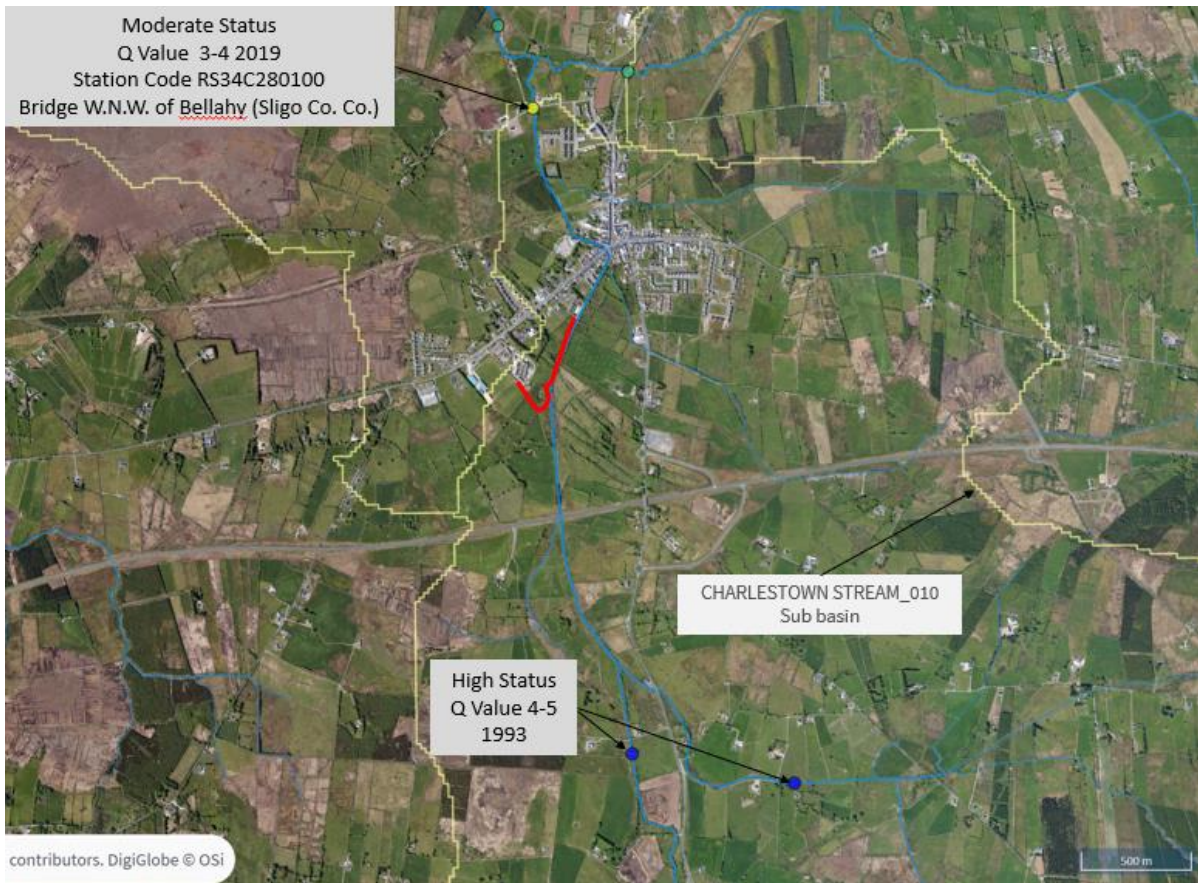 Moderate Status
Q Value 3-4 2019
Station Code RS34C280100
Bridge W.N.W. of Bellahy (Sligo Co. Co.)
CHARLESTOWN STREAM_010
Sub basin
High Status
Q Value 4-5
1993
contributors. DigiGlobe © OSi
500 m